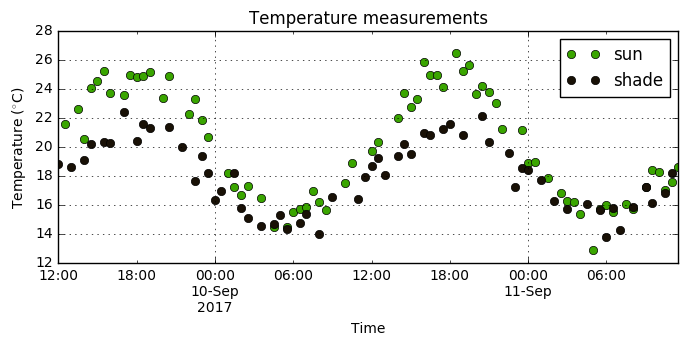 Temperature measurements
28
26
24
22
20
18
16
14
12
Temperature (°C)
sun
shade
12:00 18:00 00:00 06:00 12:00 18:00 00:00 06:00
10-Sep 11-Sep
2017
Time